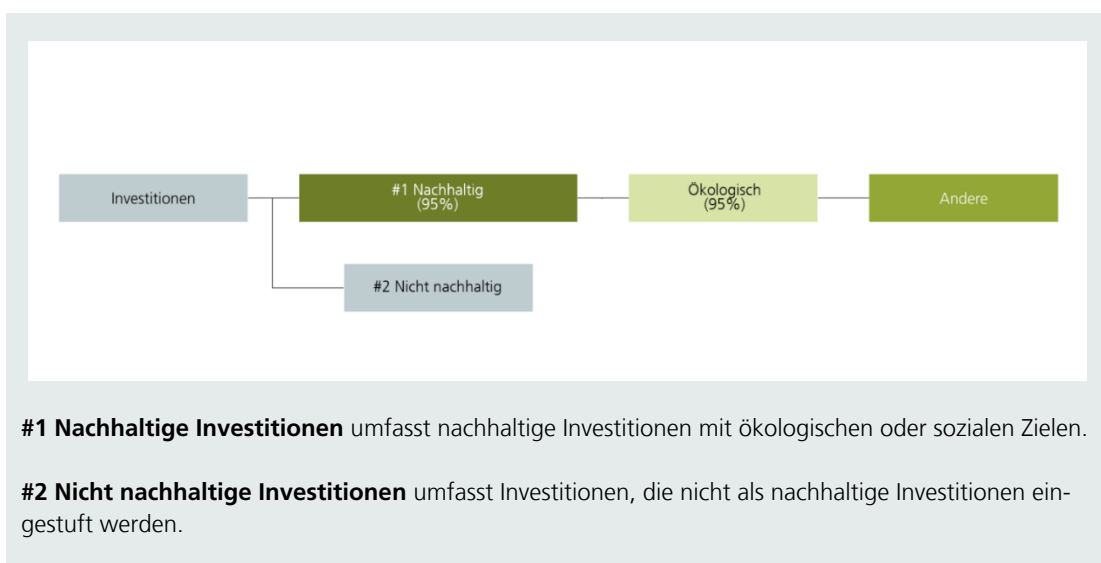 Investitionen
#1 Nachhaltig
(95%)
Ökologisch
(95%)
Andere
#2 Nicht nachhaltig
#1 Nachhaltige Investitionen umfasst nachhaltige Investitionen mit ökologischen oder sozialen Zielen.
#2 Nicht nachhaltige Investitionen umfasst Investitionen, die nicht als nachhaltige Investitionen ein-
gestuft werden.